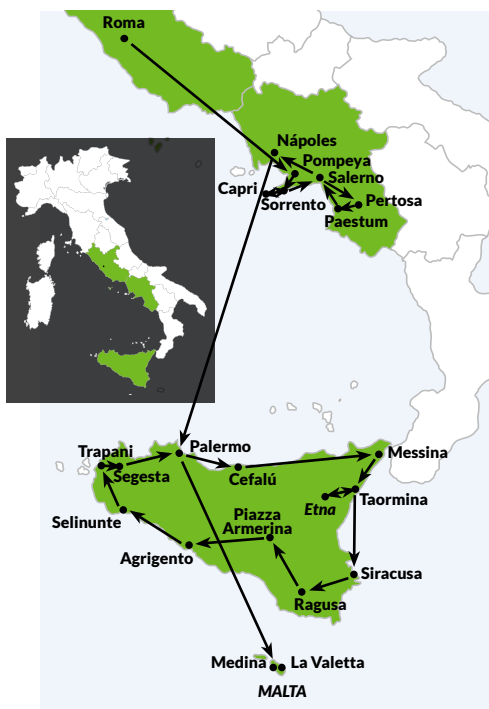 Roma
Nápoles
Pompeya
Salerno
Capri
Sorrento
Pertosa
Paestum
Trapani
Palermo
Messina
Segesta
Cefalú
Taormina
Etna
Selinunte
Piazza
Armerina
Agrigento
Siracusa
Ragusa
Medina
La Valetta
MALTA